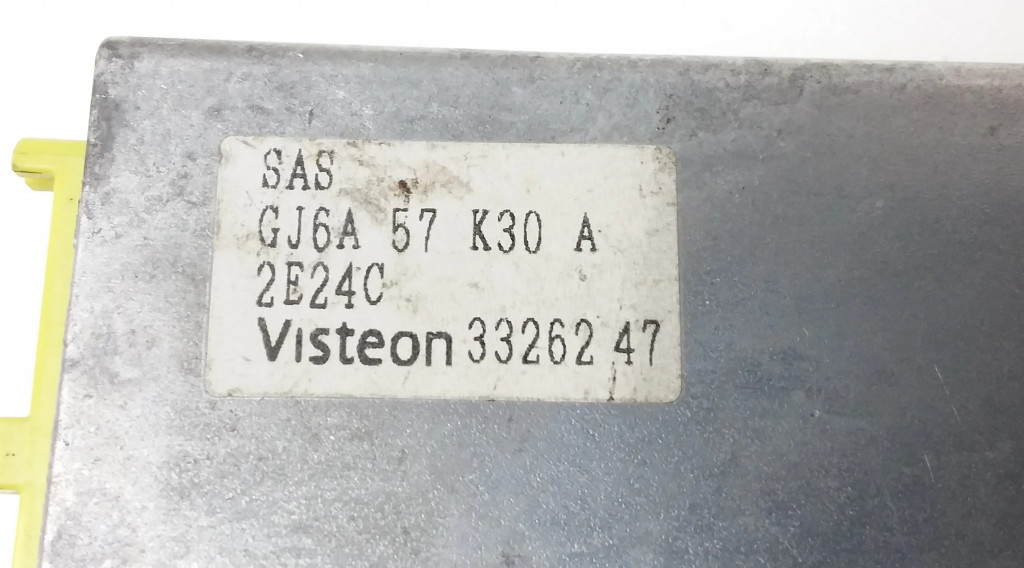 SAS
GJ6A 57 K30 A
2E24C
Visteon 33262 47